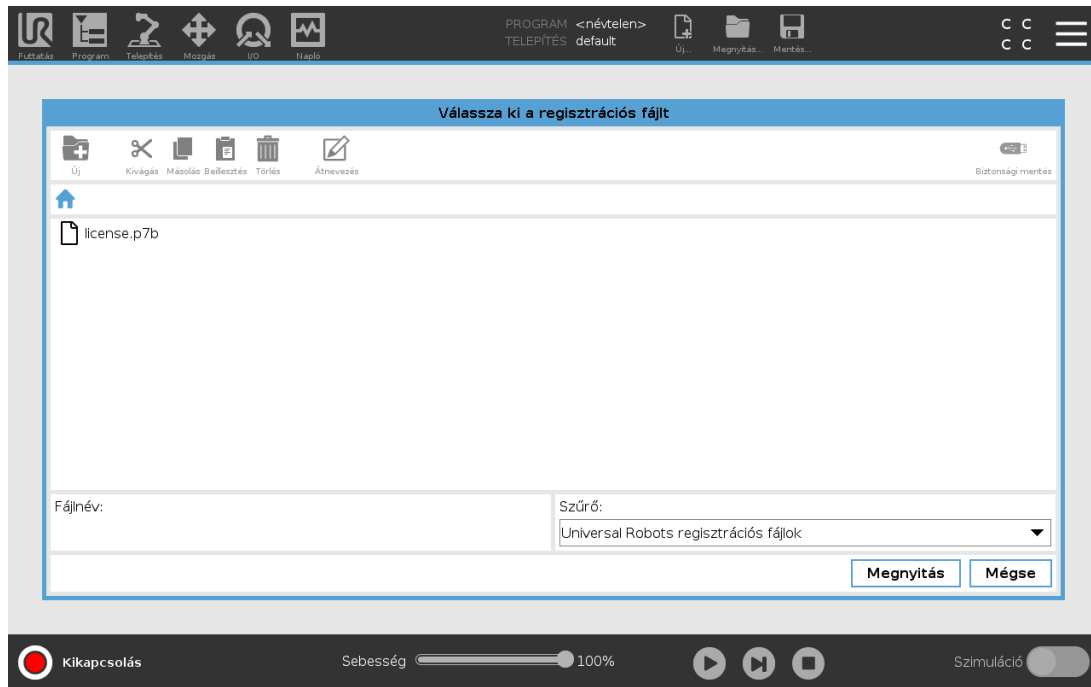 UR
PROGRAM <névtelen>
TELEPÍTÉS default
C C
C C
Futtatás Program Telepítés Mozgás I/O Napló Új... Megnyitás... Mentés...
Válassza ki a regisztrációs fájlt
Új Kivágás Másolás Beillesztés Törlés Átnevezés Biztonsági mentés
license.p7b
Fájlnév: Szűrő:
Universal Robots regisztrációs fájlok
Megnyitás Mégse
Kikapcsolás Sebesség 100% Szimuláció